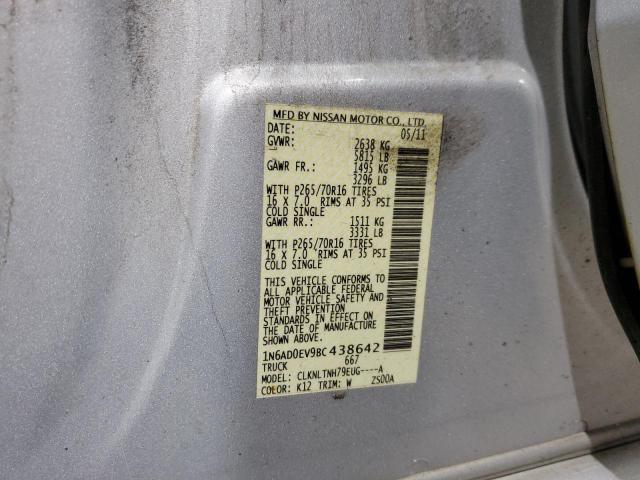 MFD BY NISSAN MOTOR CO., LTD.
DATE: 05/11
GVWR: 2638 KG
5815 LB
GAWR FR.: 1495 KG
3296 LB
WITH P265/70R16 TIRES
16 X 7.0 RIMS AT 35 PSI
COLD SINGLE
GAWR RR.: 1511 KG
3331 LB
WITH P265/70R16 TIRES
16 X 7.0 RIMS AT 35 PSI
COLD SINGLE
THIS VEHICLE CONFORMS TO
ALL APPLICABLE FEDERAL
MOTOR VEHICLE SAFETY AND
THEFT PREVENTION
STANDARDS IN EFFECT ON
THE DATE OF MANUFACTURE
SHOWN ABOVE.
1N6AD0EV9BC438642
TRUCK 667
MODEL: CLKNLTNH79EUG----A
COLOR: K12 TRIM: W ZS00A